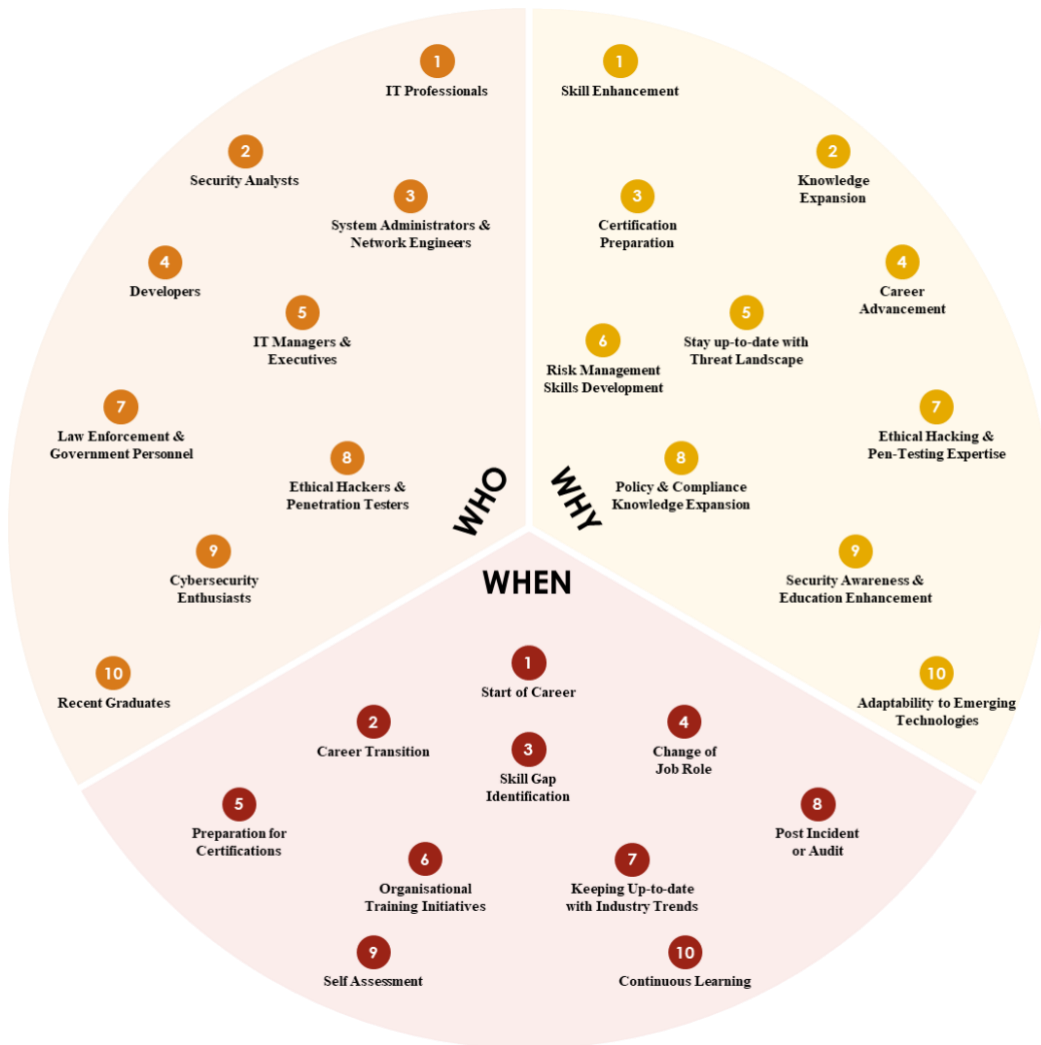 1
IT Professionals
2
Security Analysts
3
System Administrators &
Network Engineers
4
Developers
5
IT Managers &
Executives
7
Law Enforcement &
Government Personnel
8
Ethical Hackers &
Penetration Testers
9
Cybersecurity
Enthusiasts
10
Recent Graduates
WHO
1
Skill Enhancement
2
Knowledge
Expansion
3
Certification
Preparation
4
Career
Advancement
5
Stay up-to-date with
Threat Landscape
6
Risk Management
Skills Development
7
Ethical Hacking &
Pen-Testing Expertise
8
Policy & Compliance
Knowledge Expansion
9
Security Awareness &
Education Enhancement
10
Adaptability to Emerging
Technologies
WHY
WHEN
1
Start of Career
2
Career Transition
3
Skill Gap
Identification
4
Change of
Job Role
5
Preparation for
Certifications
6
Organisational
Training Initiatives
7
Keeping Up-to-date
with Industry Trends
8
Post Incident
or Audit
9
Self Assessment
10
Continuous Learning